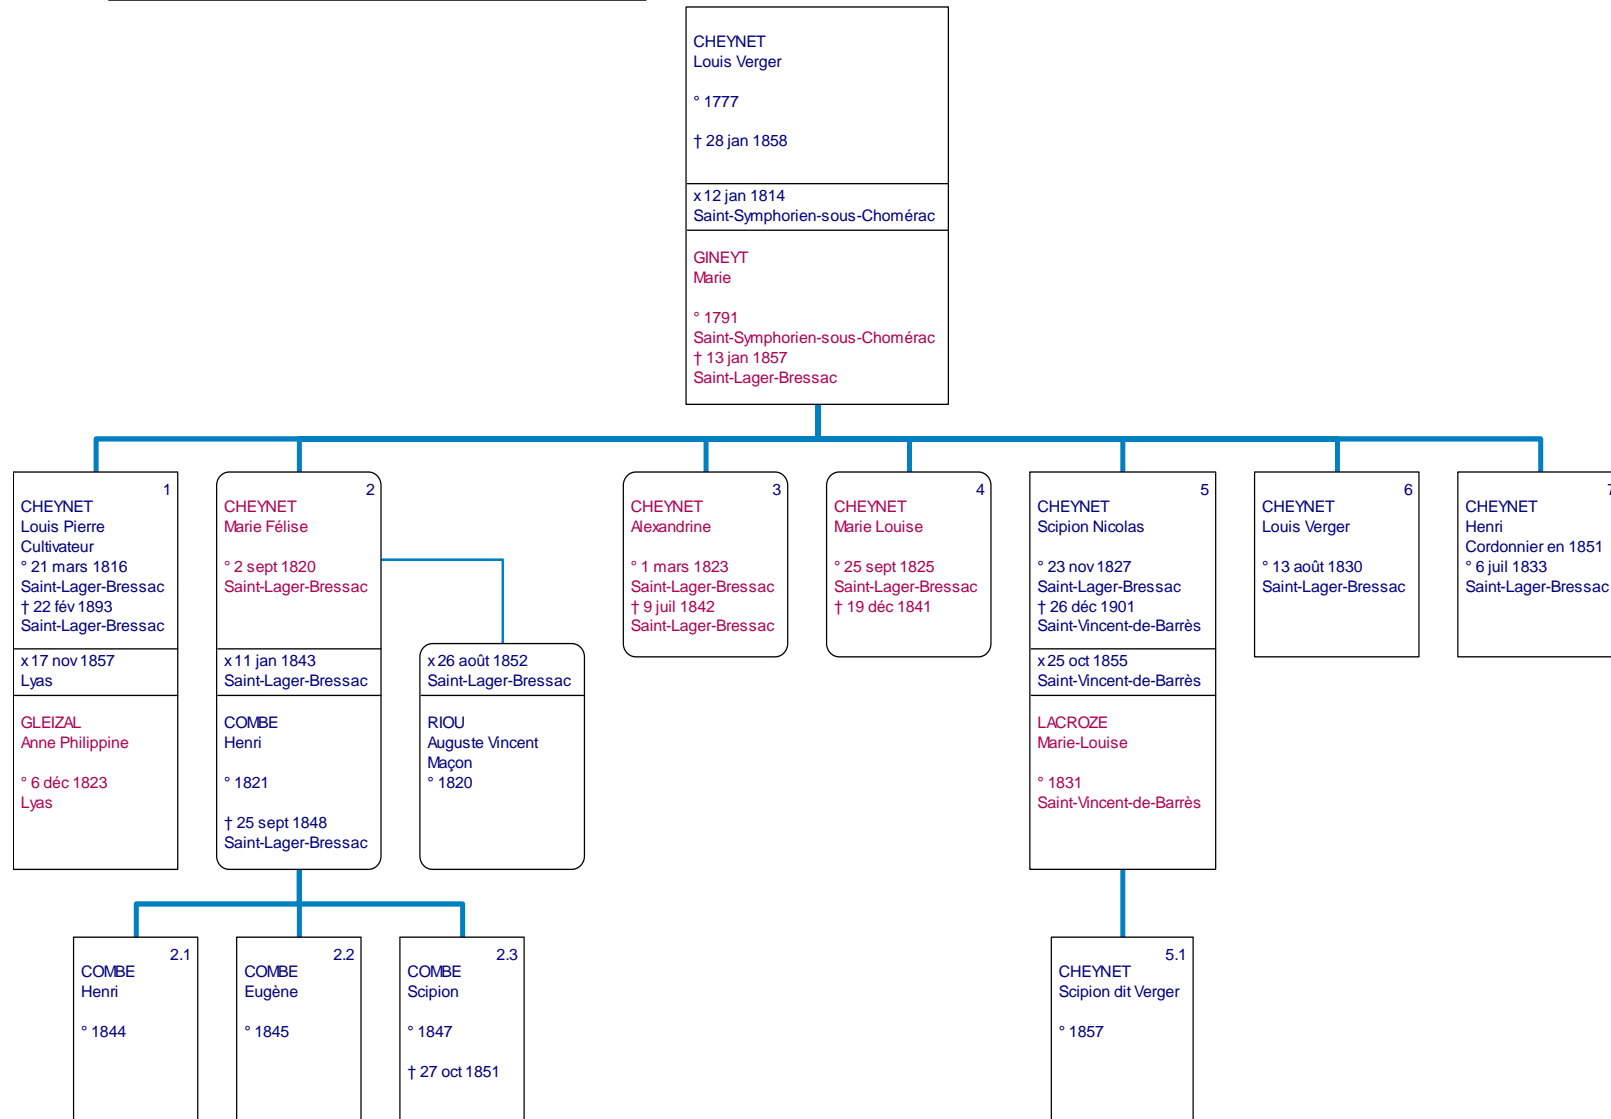 CHEYNET
Louis Verger
° 1777
† 28 jan 1858
x 12 jan 1814
Saint-Symphorien-sous-Chomérac
GINEYT
Marie
° 1791
Saint-Symphorien-sous-Chomérac
† 13 jan 1857
Saint-Lager-Bressac
1
CHEYNET
Louis Pierre
Cultivateur
° 21 mars 1816
Saint-Lager-Bressac
† 22 fév 1893
Saint-Lager-Bressac
x 17 nov 1857
Lyas
GLEIZAL
Anne Philippine
° 6 déc 1823
Lyas
2
CHEYNET
Marie Félise
° 2 sept 1820
Saint-Lager-Bressac
x 11 jan 1843
Saint-Lager-Bressac
COMBE
Henri
° 1821
† 25 sept 1848
Saint-Lager-Bressac
x 26 août 1852
Saint-Lager-Bressac
RIOU
Auguste Vincent
Maçon
° 1820
3
CHEYNET
Alexandrine
° 1 mars 1823
Saint-Lager-Bressac
† 9 juil 1842
Saint-Lager-Bressac
4
CHEYNET
Marie Louise
° 25 sept 1825
Saint-Lager-Bressac
† 19 déc 1841
5
CHEYNET
Scipion Nicolas
° 23 nov 1827
Saint-Lager-Bressac
† 26 déc 1901
Saint-Vincent-de-Barrès
x 25 oct 1855
Saint-Vincent-de-Barrès
LACROZE
Marie-Louise
° 1831
Saint-Vincent-de-Barrès
6
CHEYNET
Louis Verger
° 13 août 1830
Saint-Lager-Bressac
7
CHEYNET
Henri
Cordonnier en 1851
° 6 juil 1833
Saint-Lager-Bressac
2.1
COMBE
Henri
° 1844
2.2
COMBE
Eugène
° 1845
2.3
COMBE
Scipion
° 1847
† 27 oct 1851
5.1
CHEYNET
Scipion dit Verger
° 1857